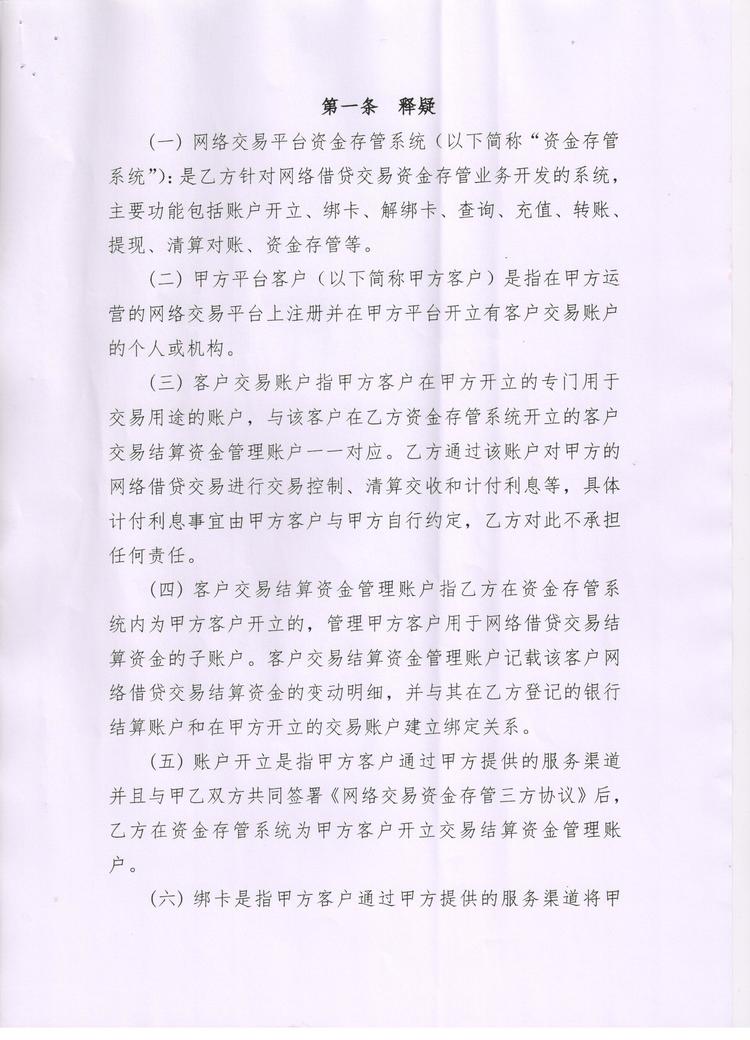 第一条 释疑
(一) 网络交易平台资金存管系统（以下简称“资金存管
系统”）：是乙方针对网络借贷交易资金存管业务开发的系统，
主要功能包括账户开立、绑卡、解绑卡、查询、充值、转账、
提现、清算对账、资金存管等。
(二) 甲方平台客户（以下简称甲方客户）是指在甲方运
营的网络交易平台上注册并在甲方平台开立有客户交易账户
的个人或机构。
(三) 客户交易账户指甲方客户在甲方开立的专门用于
交易用途的账户，与该客户在乙方资金存管系统开立的客户
交易结算资金管理账户一一对应。乙方通过该账户对甲方的
网络借贷交易进行交易控制、清算交收和计付利息等，具体
计付利息事宜由甲方客户与甲方自行约定，乙方对此不承担
任何责任。
(四) 客户交易结算资金管理账户指乙方在资金存管系
统内为甲方客户开立的，管理甲方客户用于网络借贷交易结
算资金的子账户。客户交易结算资金管理账户记载该客户网
络借贷交易结算资金的变动明细，并与其在乙方登记的银行
结算账户和在甲方开立的交易账户建立绑定关系。
(五) 账户开立是指甲方客户通过甲方提供的服务渠道
并且与甲乙双方共同签署《网络交易资金存管三方协议》后，
乙方在资金存管系统为甲方客户开立交易结算资金管理账
户。
(六) 绑卡是指甲方客户通过甲方提供的服务渠道将甲